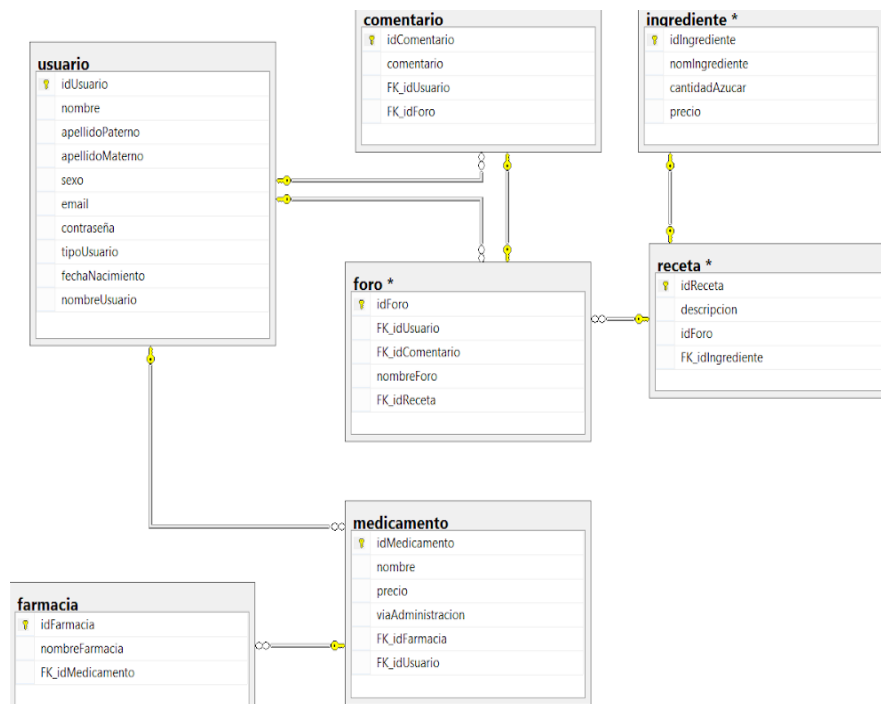 usuario
idUsuario
nombre
apellidoPaterno
apellidoMaterno
sexo
email
contraseña
tipoUsuario
fechaNacimiento
nombreUsuario
comentario
idComentario
comentario
FK_idUsuario
FK_idForo
ingrediente *
idIngrediente
nomIngrediente
cantidadAzucar
precio
foro *
idForo
FK_idUsuario
FK_idComentario
nombreForo
FK_idReceta
receta *
idReceta
descripcion
idForo
FK_idIngrediente
medicamento
idMedicamento
nombre
precio
viaAdministracion
FK_idFarmacia
FK_idUsuario
farmacia
idFarmacia
nombreFarmacia
FK_idMedicamento